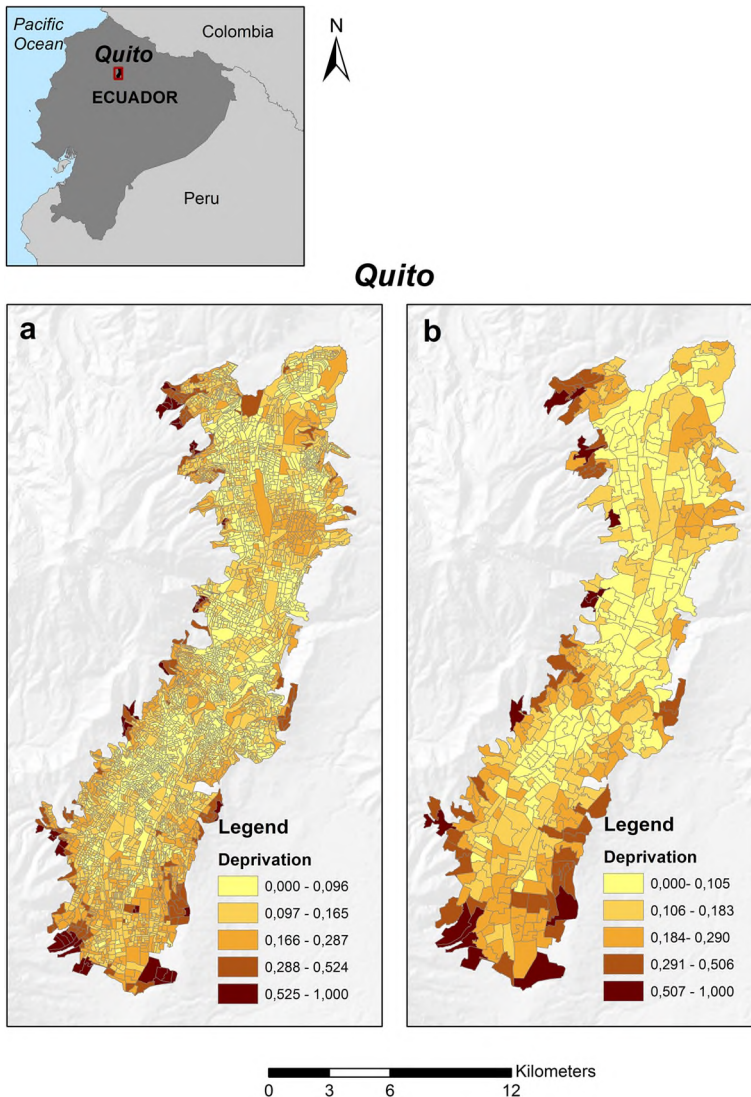 Pacific
Ocean
Colombia
Quito
ECUADOR
Peru
N
Quito
a
Legend
Deprivation
0,000 - 0,096
0,097 - 0,165
0,166 - 0,287
0,288 - 0,524
0,525 - 1,000
b
Legend
Deprivation
0,000- 0,105
0,106 - 0,183
0,184- 0,290
0,291 - 0,506
0,507 - 1,000
Kilometers
0 3 6 12